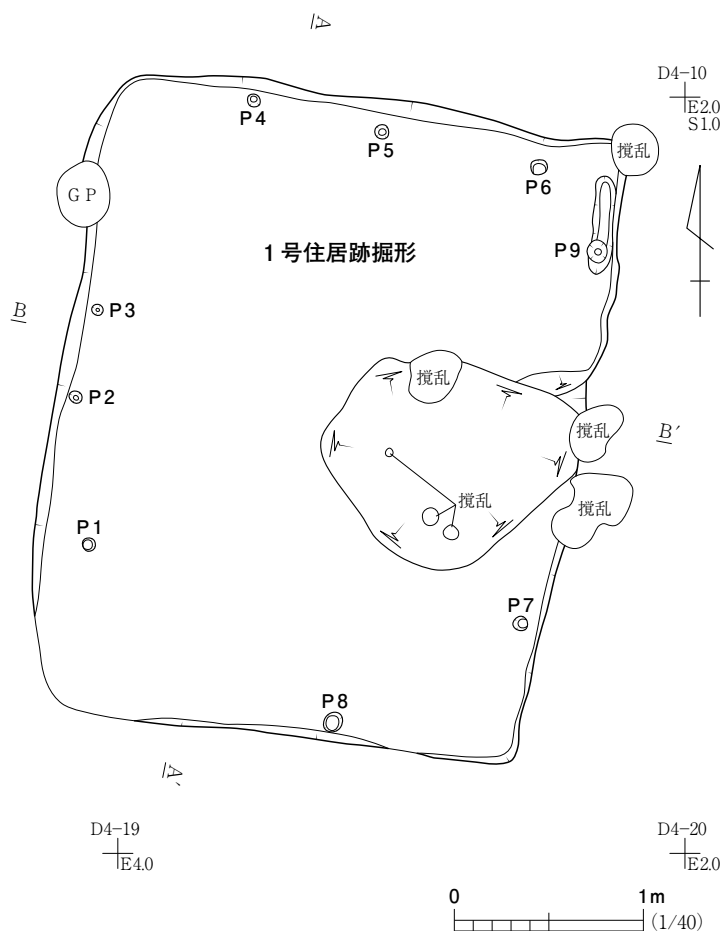 A
D4-10
E2.0
S1.0
P4
P5
P6
撹乱
GP
1号住居跡掘形
P9
B
P3
P2
撹乱
撹乱
B′
撹乱
撹乱
P1
P7
P8
A′
D4-19
E4.0
D4-20
E2.0
0
1m
(1/40)